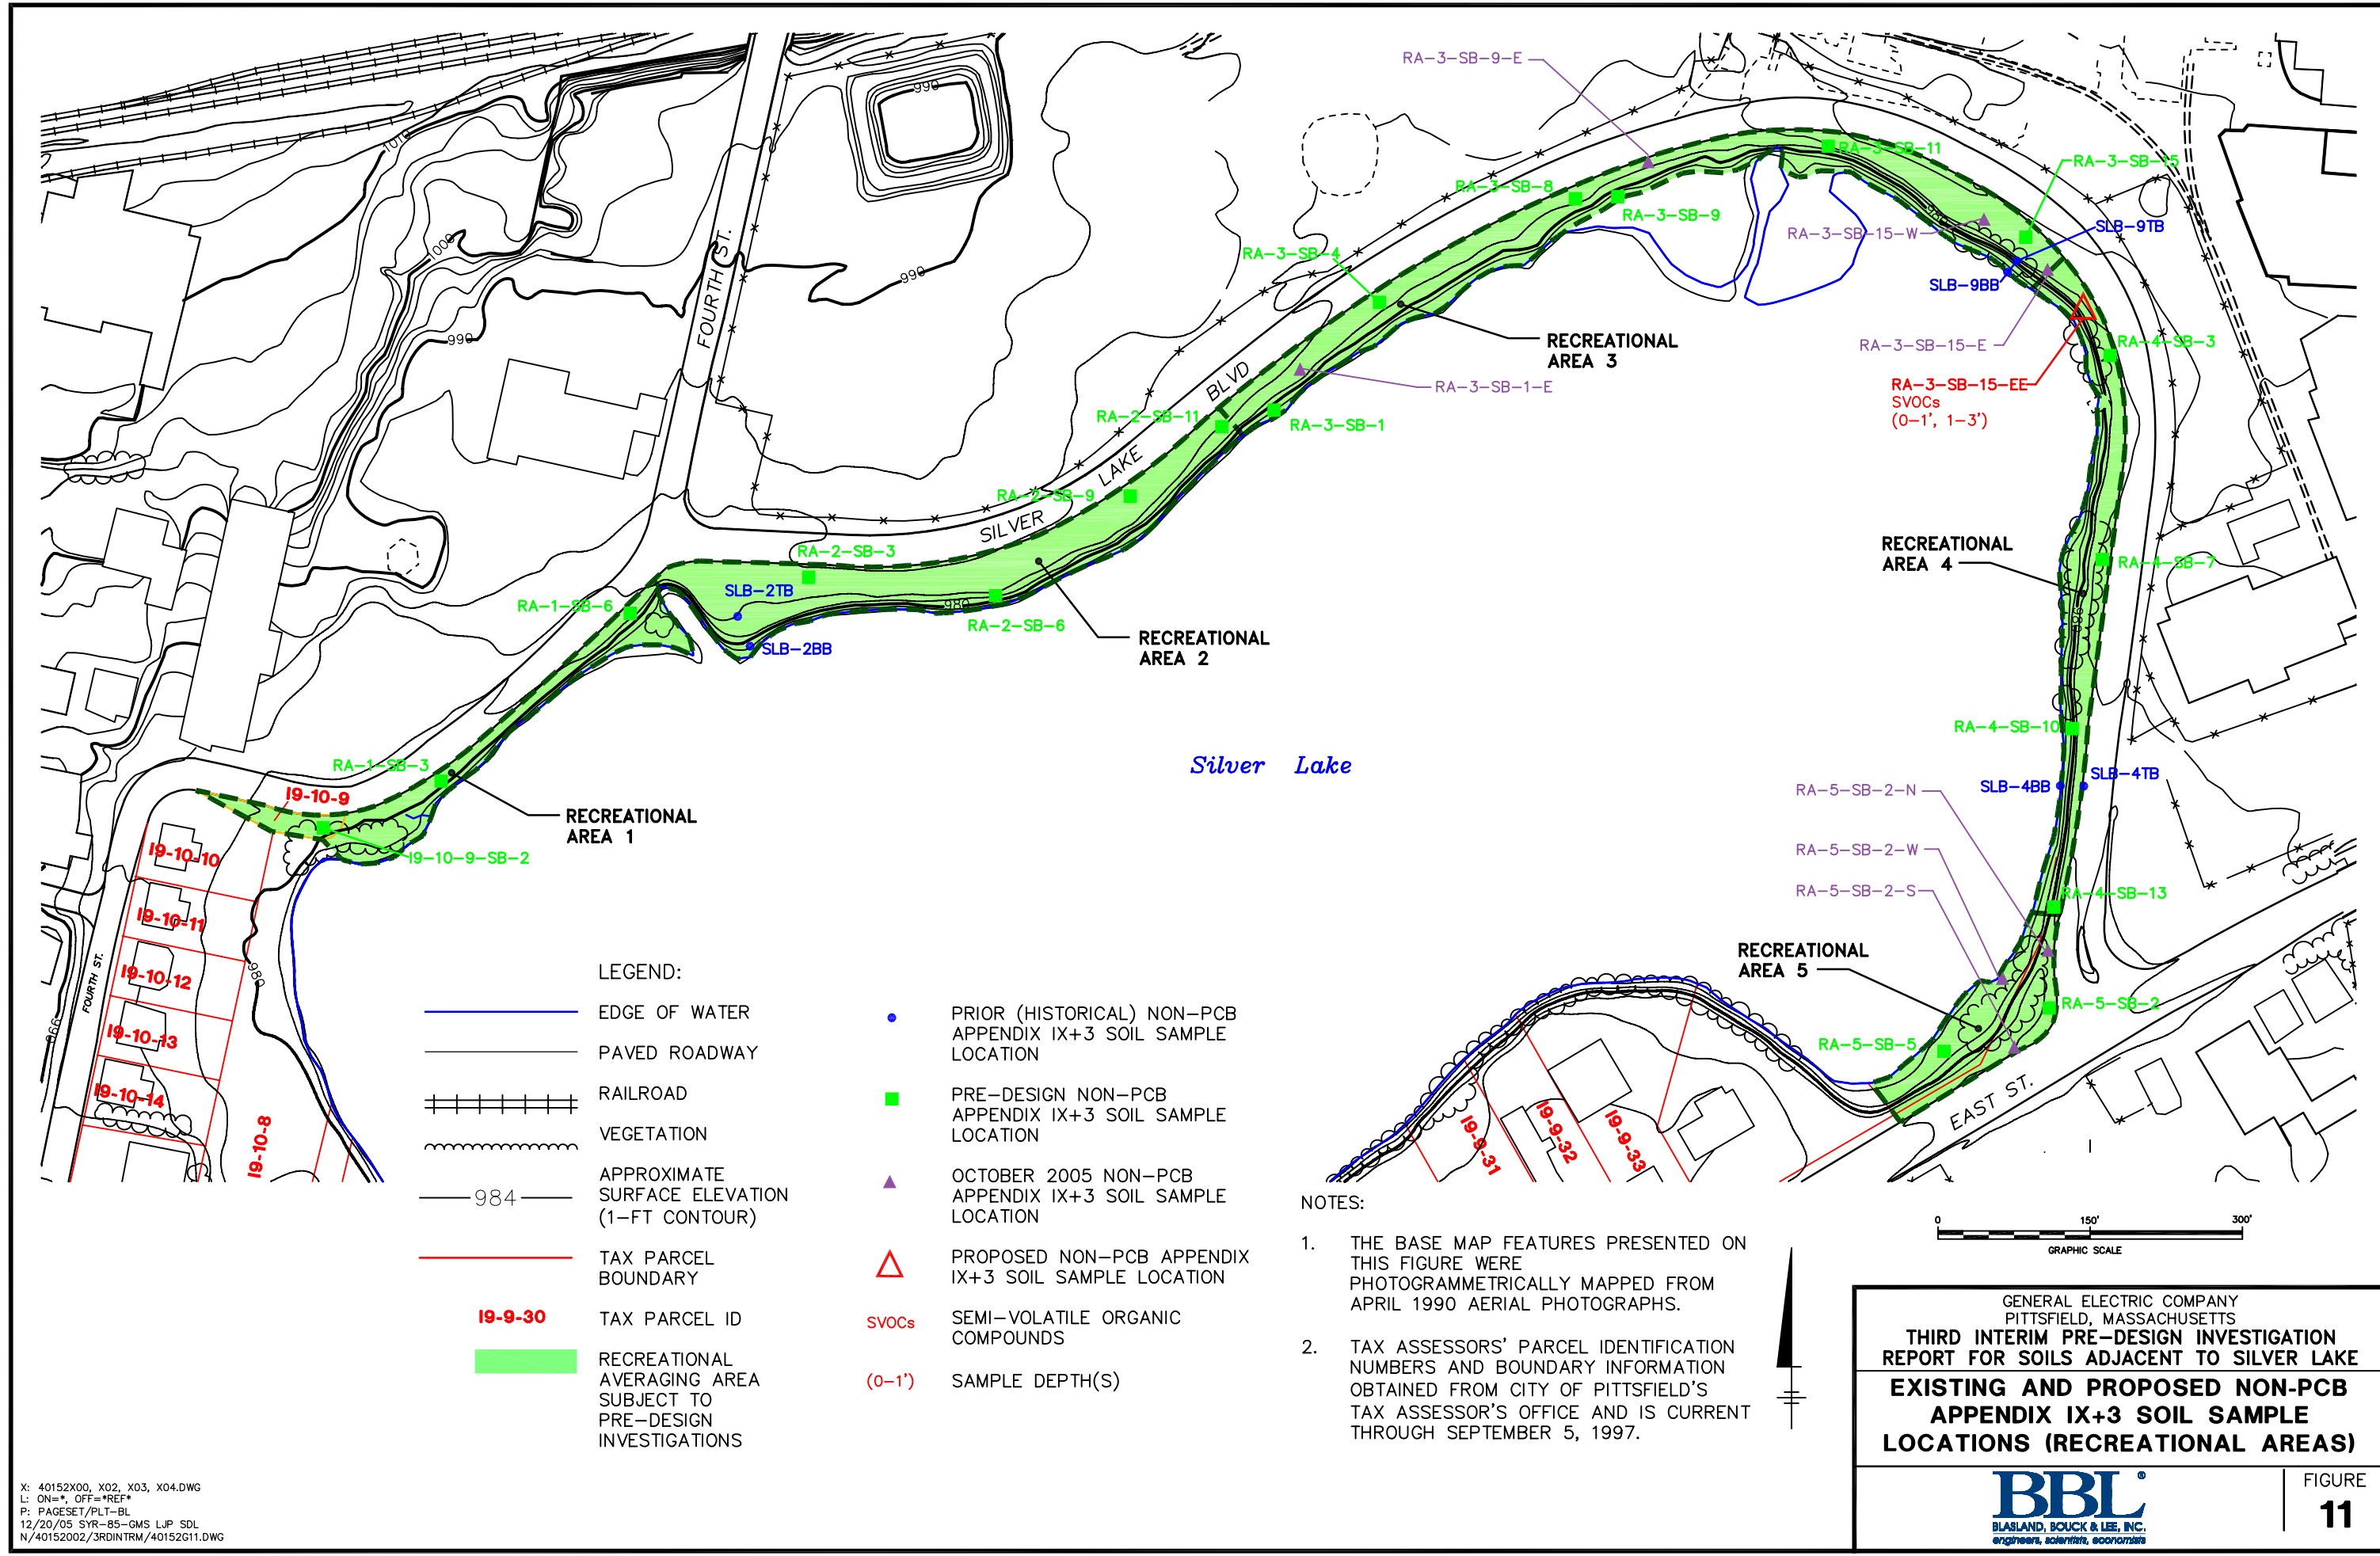 RA-3-SB-9-E
990
1010
RA-3-SB-11
RA-3-SB-15
RA-3-SB-8
RA-3-SB-9
980
RA-3-SB-15-W
SLB-9TB
1000
FOURTH ST.
990
RA-3-SB-4
SLB-9BB
990
RECREATIONAL
AREA 3
RA-3-SB-15-E
RA-4-SB-3
BLVD
RA-3-SB-1-E
RA-3-SB-15-EE
SVOCs
(0-1', 1-3')
RA-2-SB-11
RA-3-SB-1
LAKE
RA-2-SB-9
SILVER
RA-2-SB-3
RECREATIONAL
AREA 4
RA-4-SB-7
SLB-2TB
RA-1-SB-6
980
RA-2-SB-6
980
RECREATIONAL
AREA 2
SLB-2BB
RA-4-SB-10
Silver Lake
RA-1-SB-3
SLB-4TB
SLB-4BB
RA-5-SB-2-N
I9-10-9
RECREATIONAL
AREA 1
I9-10-10
I9-10-9-SB-2
RA-5-SB-2-W
RA-5-SB-2-S
RA-4-SB-13
I9-10-11
RECREATIONAL
AREA 5
I9-10-12
980
FOURTH ST.
RA-5-SB-2
I9-10-13
990
RA-5-SB-5
I9-10-14
EAST ST.
I9-10-8
I9-9-31
I9-9-32
I9-9-33
LEGEND:
EDGE OF WATER
PAVED ROADWAY
RAILROAD
VEGETATION
984
APPROXIMATE
SURFACE ELEVATION
(1-FT CONTOUR)
TAX PARCEL
BOUNDARY
I9-9-30
TAX PARCEL ID
RECREATIONAL
AVERAGING AREA
SUBJECT TO
PRE-DESIGN
INVESTIGATIONS
PRIOR (HISTORICAL) NON-PCB
APPENDIX IX+3 SOIL SAMPLE
LOCATION
PRE-DESIGN NON-PCB
APPENDIX IX+3 SOIL SAMPLE
LOCATION
OCTOBER 2005 NON-PCB
APPENDIX IX+3 SOIL SAMPLE
LOCATION
PROPOSED NON-PCB APPENDIX
IX+3 SOIL SAMPLE LOCATION
SVOCs
SEMI-VOLATILE ORGANIC
COMPOUNDS
(0-1')
SAMPLE DEPTH(S)
NOTES:
1. THE BASE MAP FEATURES PRESENTED ON
THIS FIGURE WERE
PHOTOGRAMMETRICALLY MAPPED FROM
APRIL 1990 AERIAL PHOTOGRAPHS.
2. TAX ASSESSORS' PARCEL IDENTIFICATION
NUMBERS AND BOUNDARY INFORMATION
OBTAINED FROM CITY OF PITTSFIELD'S
TAX ASSESSOR'S OFFICE AND IS CURRENT
THROUGH SEPTEMBER 5, 1997.
0 150' 300'
GRAPHIC SCALE
GENERAL ELECTRIC COMPANY
PITTSFIELD, MASSACHUSETTS
THIRD INTERIM PRE-DESIGN INVESTIGATION
REPORT FOR SOILS ADJACENT TO SILVER LAKE
EXISTING AND PROPOSED NON-PCB
APPENDIX IX+3 SOIL SAMPLE
LOCATIONS (RECREATIONAL AREAS)
BBL®
BLASLAND, BOUCK & LEE, INC.
engineers, scientists, economists
FIGURE
11
X: 40152X00, X02, X03, X04.DWG
L: ON=*, OFF=*REF*
P: PAGESET/PLT-BL
12/20/05 SYR-85-GMS LJP SDL
N/40152002/3RDINTRM/40152G11.DWG